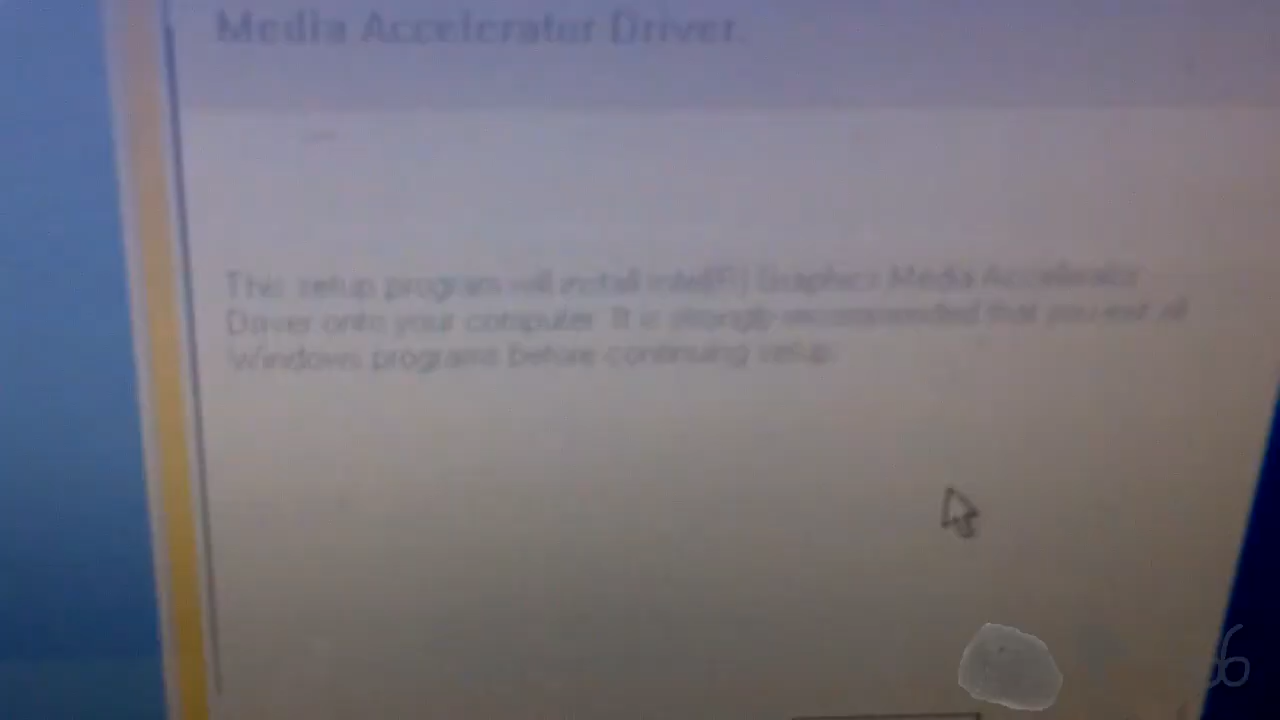 Media Accelerator Driver.
This setup program will install Intel(R) Graphics Media Accelerator
Driver onto your computer. It is strongly recommended that you exit all
Windows programs before continuing setup.